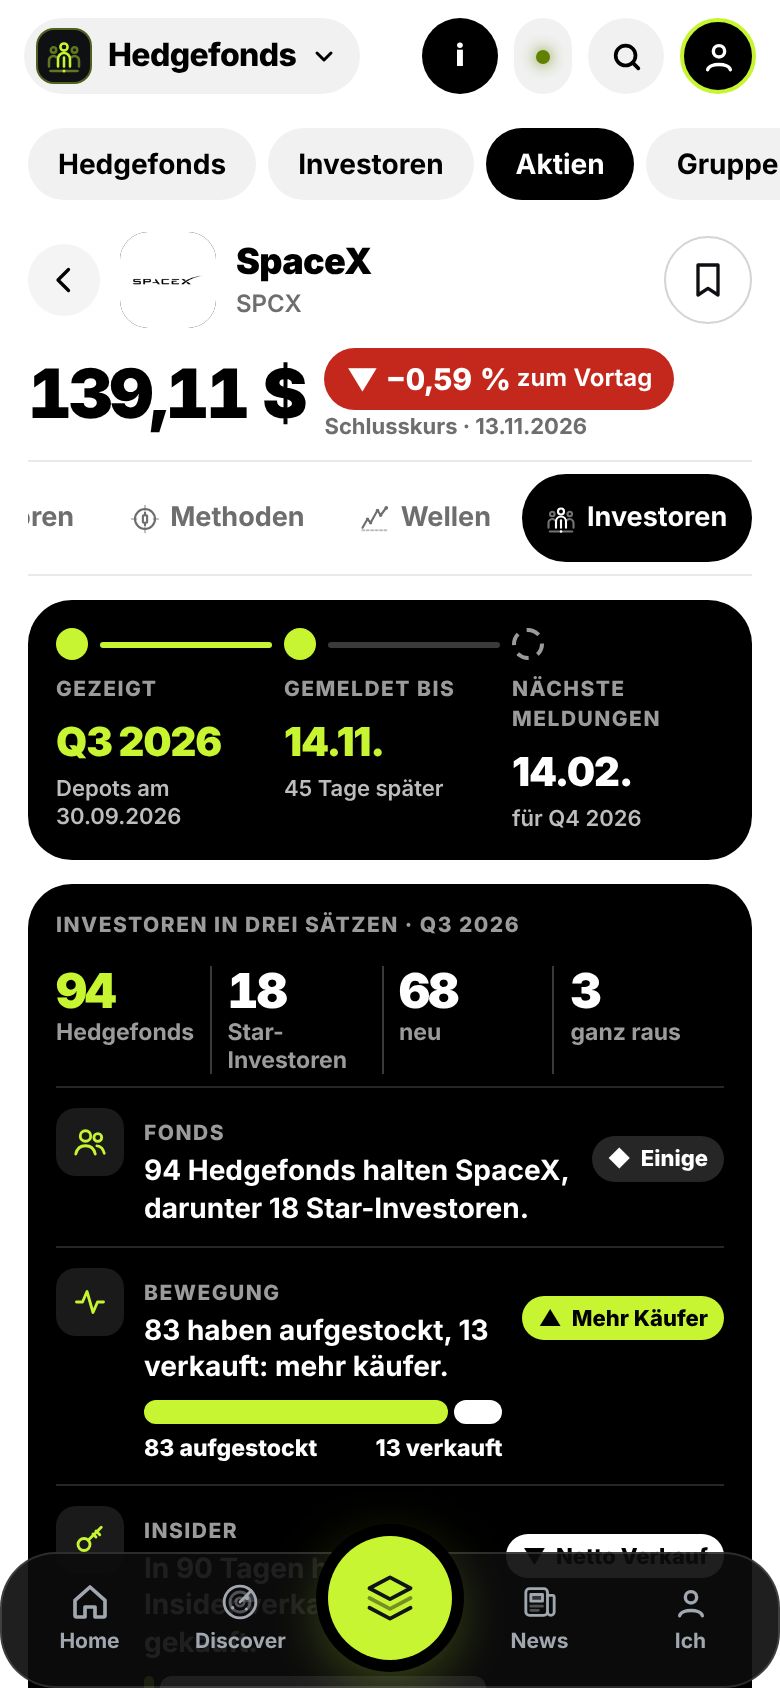 Hedgefonds
i
Hedgefonds
Investoren
Aktien
Gruppe
SPACEX
SpaceX
SPCX
139,11 $
▼ −0,59 % zum Vortag
Schlusskurs · 13.11.2026
oren
Methoden
Wellen
Investoren
GEZEIGT
Q3 2026
Depots am
30.09.2026
GEMELDET BIS
14.11.
45 Tage später
NÄCHSTE
MELDUNGEN
14.02.
für Q4 2026
INVESTOREN IN DREI SÄTZEN · Q3 2026
94
Hedgefonds
18
Star-
Investoren
68
neu
3
ganz raus
FONDS
94 Hedgefonds halten SpaceX,
darunter 18 Star-Investoren.
◆ Einige
BEWEGUNG
83 haben aufgestockt, 13
verkauft: mehr käufer.
▲ Mehr Käufer
83 aufgestockt
13 verkauft
INSIDER
In 90 Tagen
gekauft.
▼ Netto Verkauf
Home
Discover
News
Ich